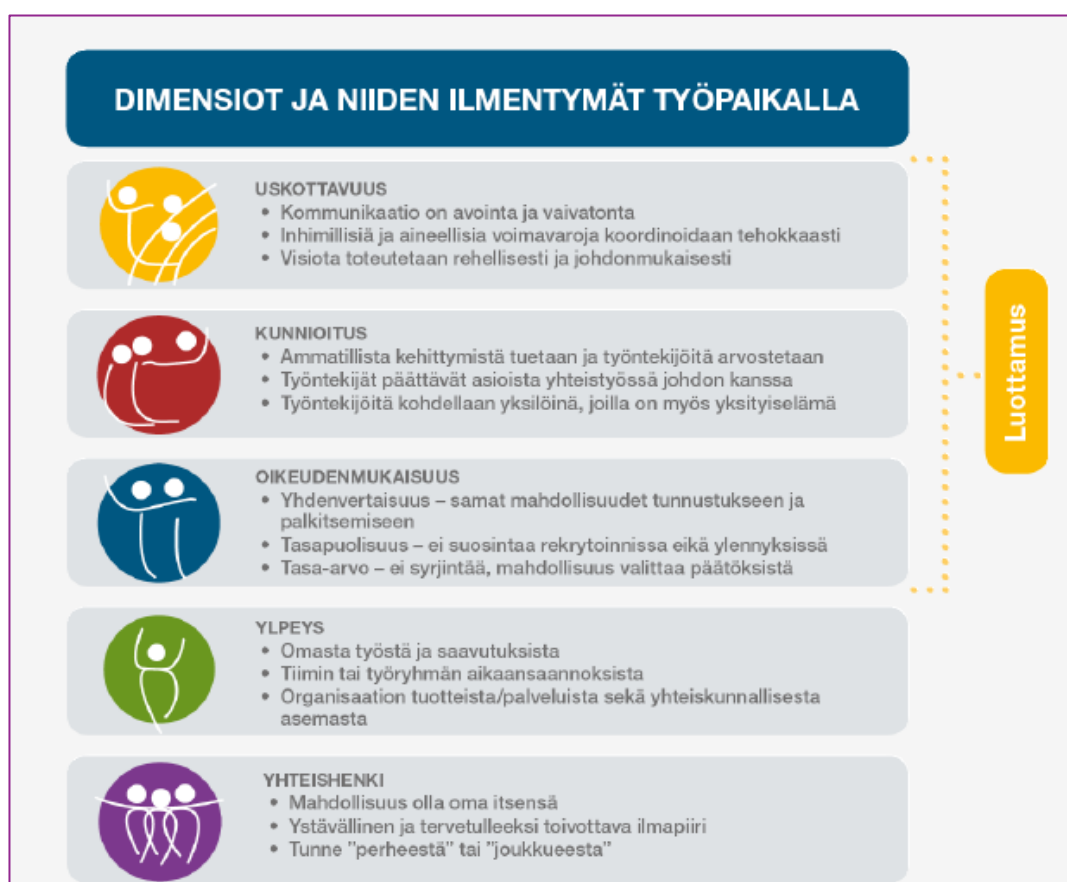 DIMENSIOT JA NIIDEN ILMENTYMÄT TYÖPAIKALLA
USKOTTAVUUS
• Kommunikaatio on avointa ja vaivatonta
• Inhimillisiä ja aineellisia voimavaroja koordinoidaan tehokkaasti
• Visiota toteutetaan rehellisesti ja johdonmukaisesti
KUNNIOITUS
• Ammatillista kehittymistä tuetaan ja työntekijöitä arvostetaan
• Työntekijät päättävät asioista yhteistyössä johdon kanssa
• Työntekijöitä kohdellaan yksilöinä, joilla on myös yksityiselämä
OIKEUDENMUKAISUUS
• Yhdenvertaisuus – samat mahdollisuudet tunnustukseen ja
palkitsemiseen
• Tasapuolisuus – ei suosintaa rekrytoinnissa eikä ylennyksissä
• Tasa-arvo – ei syrjintää, mahdollisuus valittaa päätöksistä
YLPEYS
• Omasta työstä ja saavutuksista
• Tiimin tai työryhmän aikaansaannoksista
• Organisaation tuotteista/palveluista sekä yhteiskunnallisesta
asemasta
YHTEISHENKI
• Mahdollisuus olla oma itsensä
• Ystävällinen ja tervetulleeksi toivottava ilmapiiri
• Tunne ”perheestä” tai ”joukkueesta”
Luottamus